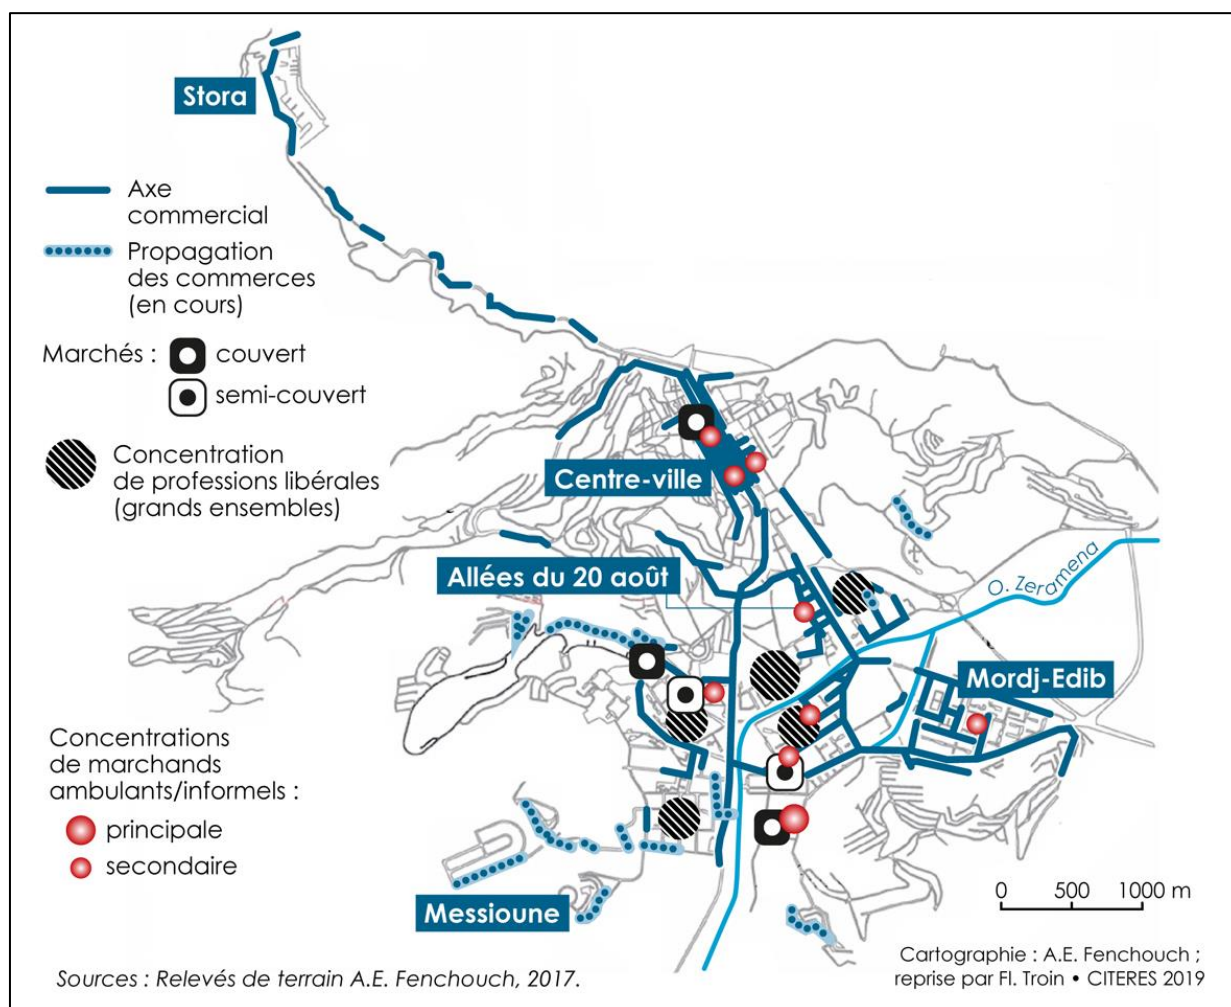 Stora
Axe
commercial
Propagation
des commerces
(en cours)
Marchés :
couvert
semi-couvert
Concentration
de professions libérales
(grands ensembles)
Centre-ville
Allées du 20 août
O. Zeramena
Mordj-Edib
Concentrations
de marchands
ambulants/informels :
principale
secondaire
Messioune
0 500 1000 m
Sources : Relevés de terrain A.E. Fenchouch, 2017.
Cartographie : A.E. Fenchouch ;
reprise par Fl. Troin • CITERES 2019